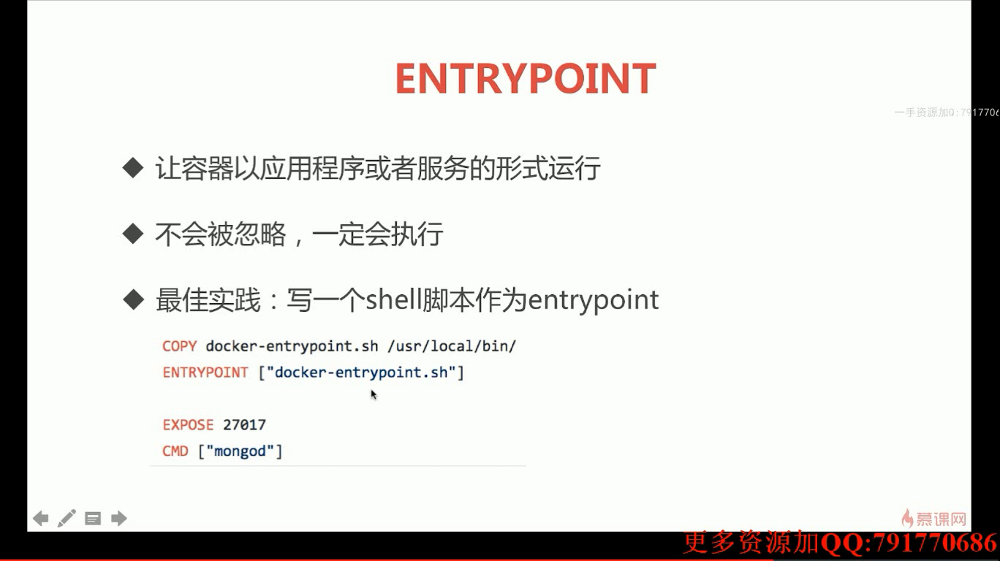 ENTRYPOINT
一手资源加Q:7917706
◆ 让容器以应用程序或者服务的形式运行
◆ 不会被忽略，一定会执行
◆ 最佳实践：写一个shell脚本作为entrypoint
COPY docker-entrypoint.sh /usr/local/bin/
ENTRYPOINT ["docker-entrypoint.sh"]
EXPOSE 27017
CMD ["mongod"]
慕课网
更多资源加QQ:791770686